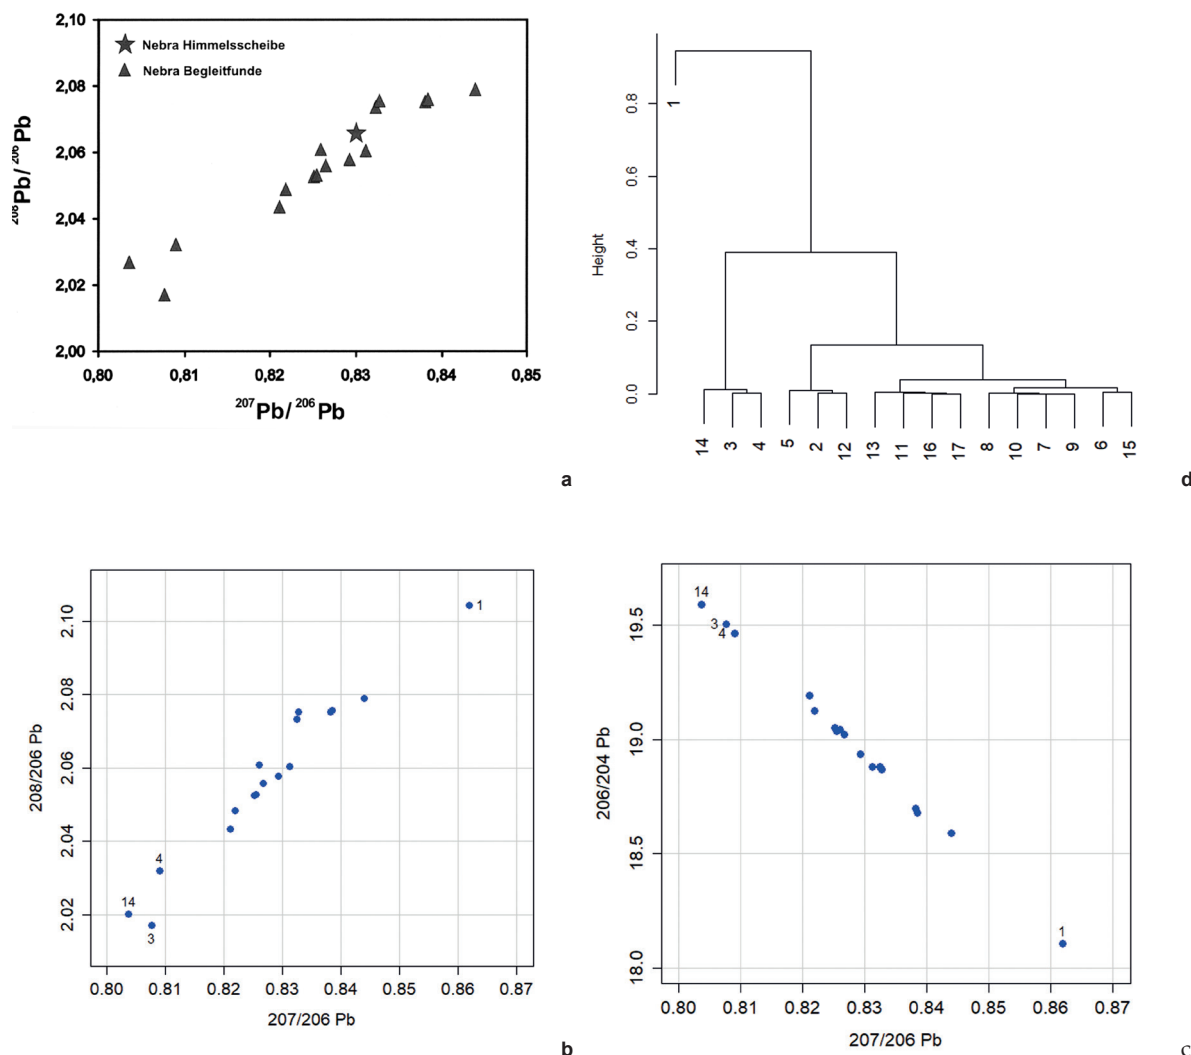 2,10
2,08
2,06
2,04
2,02
2,00
208Pb/ 206Pb
Nebra Himmelsscheibe
Nebra Begleitfunde
0,80 0,81 0,82 0,83 0,84 0,85
207Pb/ 206Pb
a
Height
0.8
0.6
0.4
0.2
0.0
1
14 3 4 5 2 12 13 11 16 17 8 10 7 9 6 15
d
208/206 Pb
2.10
2.08
2.06
2.04
2.02
1
4
14
3
0.80 0.81 0.82 0.83 0.84 0.85 0.86 0.87
207/206 Pb
b
206/204 Pb
19.5
19.0
18.5
18.0
14
3
4
1
0.80 0.81 0.82 0.83 0.84 0.85 0.86 0.87
207/206 Pb
c